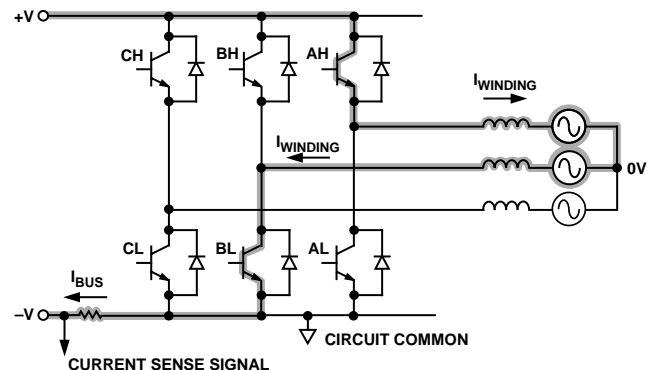 +V
CH
BH
AH
IWINDING
IWINDING
0V
CL
BL
AL
IBUS
–V
CIRCUIT COMMON
CURRENT SENSE SIGNAL